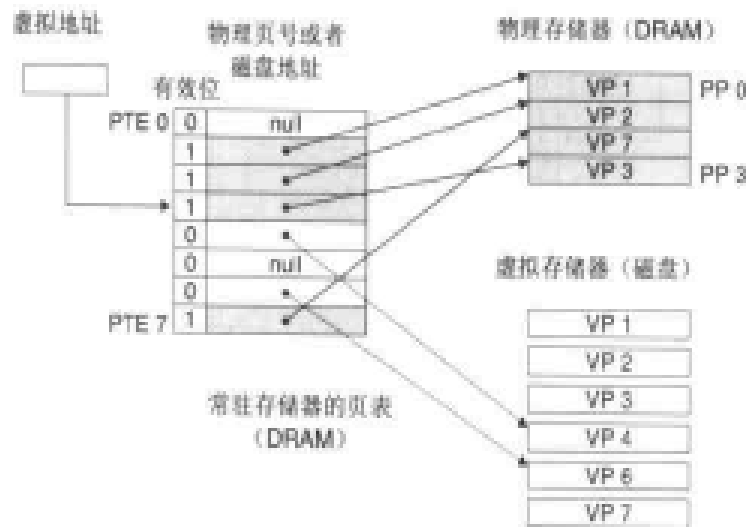 虚拟地址
物理页号或者
磁盘地址
有效位
PTE 0 0 null
1
1
1
0
0 null
0
PTE 7 1
常驻存储器的页表
(DRAM)
物理存储器（DRAM）
VP 1 PP 0
VP 2
VP 7
VP 3 PP 3
虚拟存储器（磁盘）
VP 1
VP 2
VP 3
VP 4
VP 6
VP 7